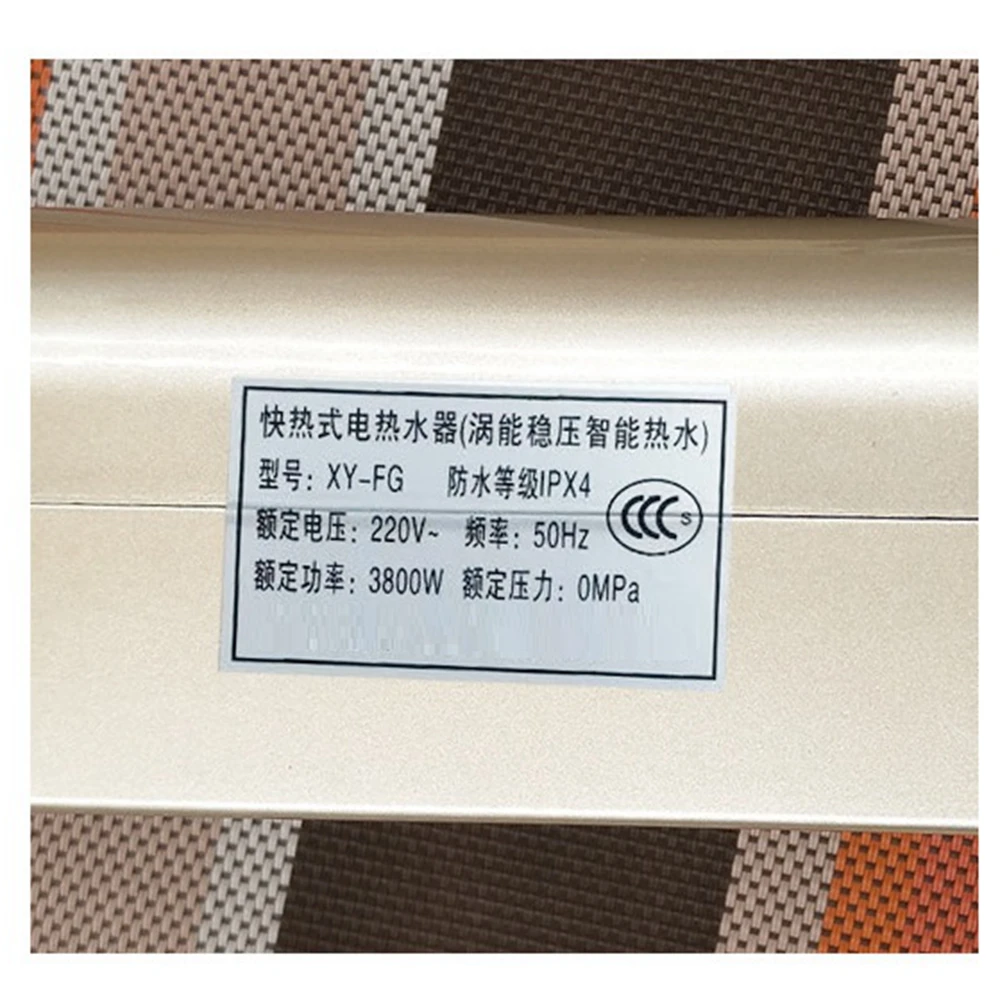 快热式电热水器(涡能稳压智能热水)
型号: XY-FG 防水等级IPX4
CCC S
额定电压: 220V~ 频率: 50Hz
额定功率: 3800W 额定压力: 0MPa